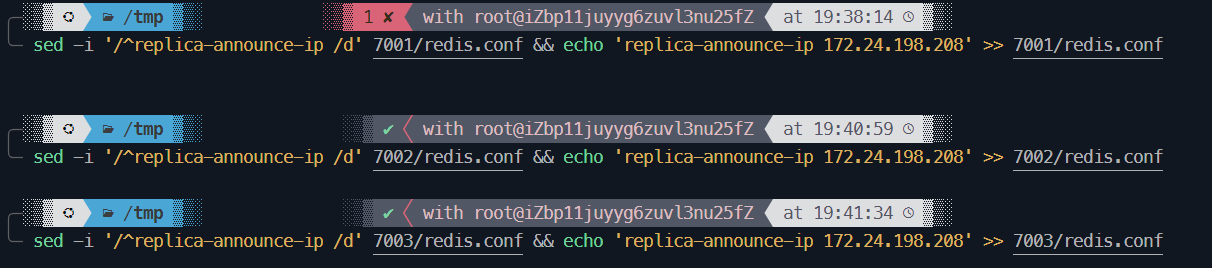 /tmp 1 ✘ with root@iZbp11juyyg6zuvl3nu25fZ at 19:38:14
sed -i '/^replica-announce-ip /d' 7001/redis.conf && echo 'replica-announce-ip 172.24.198.208' >> 7001/redis.conf
/tmp ✔ with root@iZbp11juyyg6zuvl3nu25fZ at 19:40:59
sed -i '/^replica-announce-ip /d' 7002/redis.conf && echo 'replica-announce-ip 172.24.198.208' >> 7002/redis.conf
/tmp ✔ with root@iZbp11juyyg6zuvl3nu25fZ at 19:41:34
sed -i '/^replica-announce-ip /d' 7003/redis.conf && echo 'replica-announce-ip 172.24.198.208' >> 7003/redis.conf